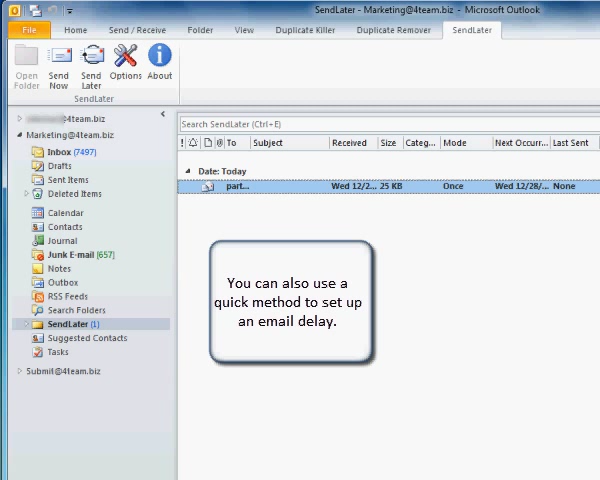 SendLater - Marketing@4team.biz - Microsoft Outlook
File Home Send / Receive Folder View Duplicate Killer Duplicate Remover SendLater
Open Folder Send Now Send Later Options About
SendLater
@4team.biz
Marketing@4team.biz
Inbox (7497)
Drafts
Sent Items
Deleted Items
Calendar
Contacts
Journal
Junk E-mail [657]
Notes
Outbox
RSS Feeds
Search Folders
SendLater (1)
Suggested Contacts
Tasks
Submit@4team.biz
Search SendLater (Ctrl+E)
! To Subject Received Size Categ... Mode Next Occurr... Last Sent
Date: Today
part... Wed 12/2... 25 KB Once Wed 12/28/... None
You can also use a
quick method to set up
an email delay.